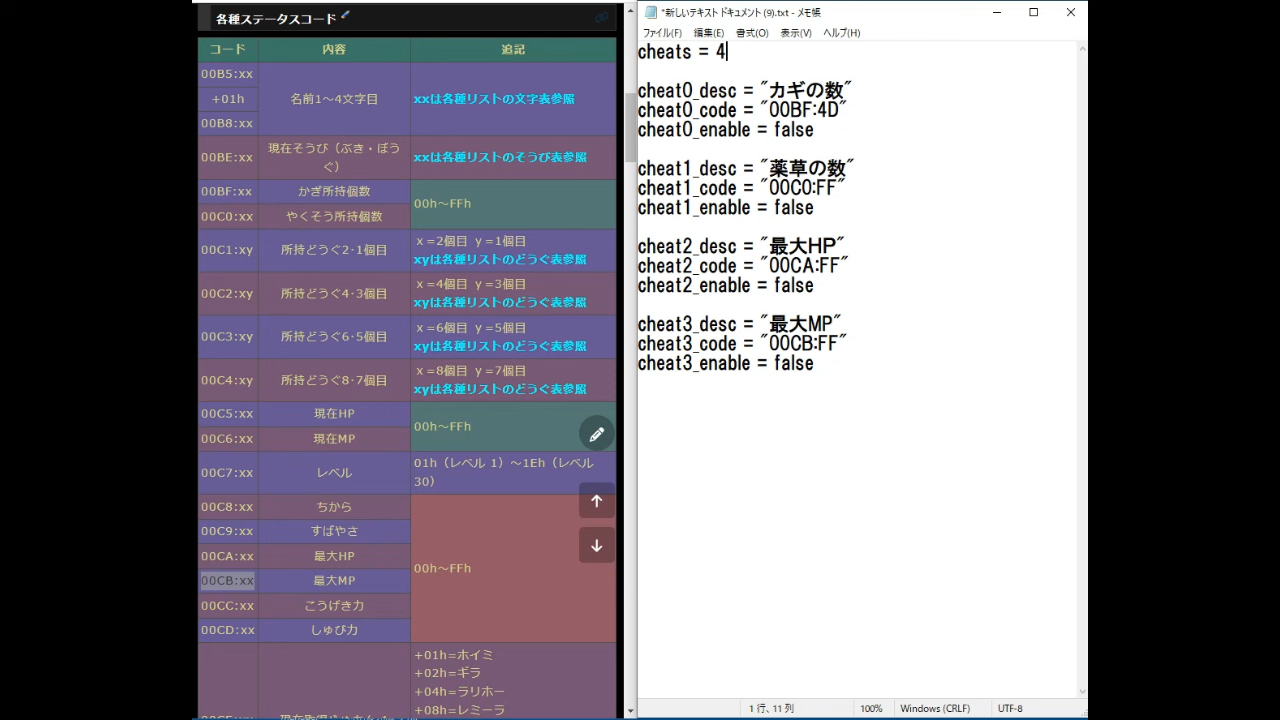 各種ステータスコード
コード 内容 追記
00B5:xx
+01h 名前1～4文字目 xxは各種リストの文字表参照
00B8:xx
00BE:xx 現在そうび（ぶき・ぼうぐ） xxは各種リストのそうび表参照
00BF:xx かぎ所持個数 00h～FFh
00C0:xx やくそう所持個数
00C1:xy 所持どうぐ2･1個目 ｘ=2個目 ｙ=1個目
xyは各種リストのどうぐ表参照
00C2:xy 所持どうぐ4･3個目 ｘ=4個目 ｙ=3個目
xyは各種リストのどうぐ表参照
00C3:xy 所持どうぐ6･5個目 ｘ=6個目 ｙ=5個目
xyは各種リストのどうぐ表参照
00C4:xy 所持どうぐ8･7個目 ｘ=8個目 ｙ=7個目
xyは各種リストのどうぐ表参照
00C5:xx 現在HP 00h～FFh
00C6:xx 現在MP
00C7:xx レベル 01h（レベル 1）～1Eh（レベル
30）
00C8:xx ちから
00C9:xx すばやさ
00CA:xx 最大HP 00h～FFh
00CB:xx 最大MP
00CC:xx こうげき力
00CD:xx しゅび力
+01h=ホイミ
+02h=ギラ
+04h=ラリホー
+08h=レミーラ
*新しいテキスト ドキュメント (9).txt - メモ帳
ファイル(F) 編集(E) 書式(O) 表示(V) ヘルプ(H)
cheats = 4
cheat0_desc = "カギの数"
cheat0_code = "00BF:4D"
cheat0_enable = false
cheat1_desc = "薬草の数"
cheat1_code = "00C0:FF"
cheat1_enable = false
cheat2_desc = "最大HP"
cheat2_code = "00CA:FF"
cheat2_enable = false
cheat3_desc = "最大MP"
cheat3_code = "00CB:FF"
cheat3_enable = false
1 行、11 列 100% Windows (CRLF) UTF-8